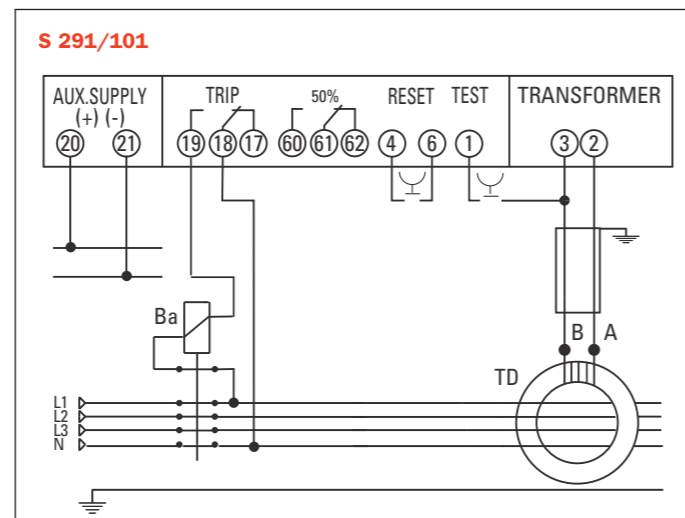 S 291/101
AUX.SUPPLY TRIP 50% RESET TEST TRANSFORMER
(+) (-)
20 21 19 18 17 60 61 62 4 6 1 3 2
Ba
B A
TD
L1
L2
L3
N